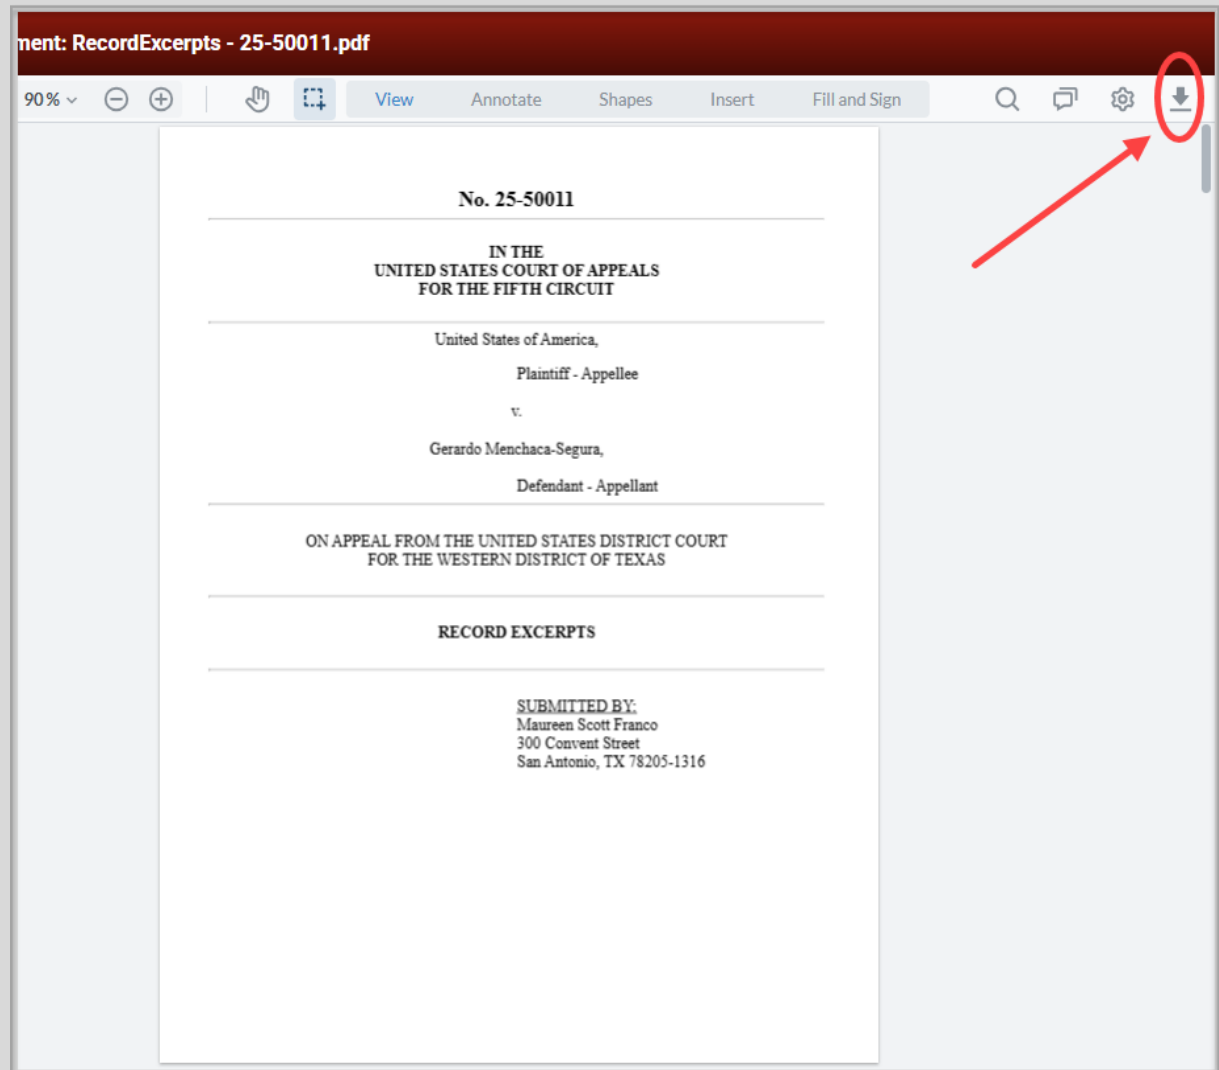 ment: RecordExcerpts - 25-50011.pdf
90% View Annotate Shapes Insert Fill and Sign
No. 25-50011
IN THE
UNITED STATES COURT OF APPEALS
FOR THE FIFTH CIRCUIT
United States of America,
Plaintiff - Appellee
v.
Gerardo Menchaca-Segura,
Defendant - Appellant
ON APPEAL FROM THE UNITED STATES DISTRICT COURT
FOR THE WESTERN DISTRICT OF TEXAS
RECORD EXCERPTS
SUBMITTED BY:
Maureen Scott Franco
300 Convent Street
San Antonio, TX 78205-1316